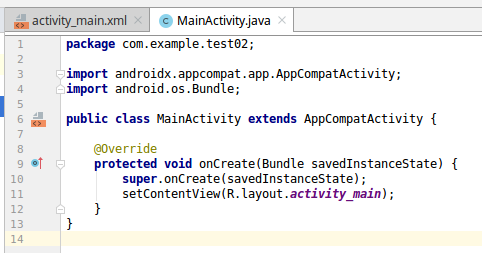 activity_main.xml MainActivity.java
1 package com.example.test02;
2
3 import androidx.appcompat.app.AppCompatActivity;
4 import android.os.Bundle;
5
6 public class MainActivity extends AppCompatActivity {
7
8 @Override
9 protected void onCreate(Bundle savedInstanceState) {
10 super.onCreate(savedInstanceState);
11 setContentView(R.layout.activity_main);
12 }
13 }
14